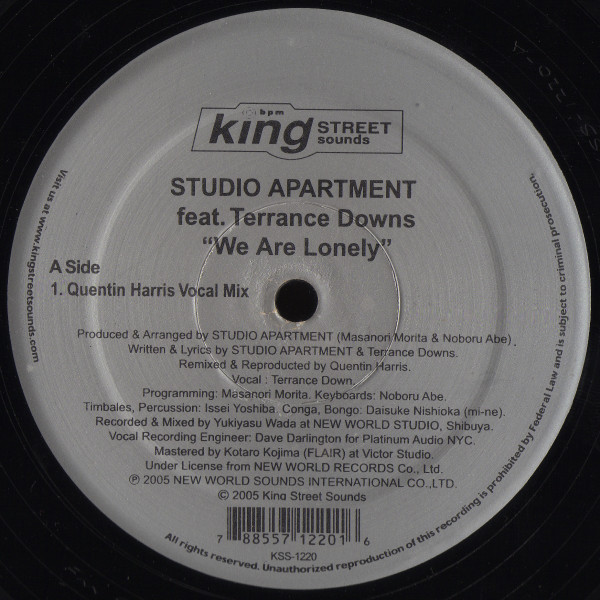 bpm
king STREET sounds
STUDIO APARTMENT
feat. Terrance Downs
“We Are Lonely”
A Side
1. Quentin Harris Vocal Mix
Produced & Arranged by STUDIO APARTMENT (Masanori Morita & Noboru Abe) .
Written & Lyrics by STUDIO APARTMENT & Terrance Downs.
Remixed & Reproducted by Quentin Harris.
Vocal : Terrance Down.
Programming: Masanori Morita. Keyboards: Noboru Abe.
Timbales, Percussion: Issei Yoshiba. Conga, Bongo: Daisuke Nishioka (mi-ne).
Recorded & Mixed by Yukiyasu Wada at NEW WORLD STUDIO, Shibuya.
Vocal Recording Engineer: Dave Darlington for Platinum Audio NYC.
Mastered by Kotaro Kojima (FLAIR) at Victor Studio.
Under License from NEW WORLD RECORDS Co., Ltd.
℗ 2005 NEW WORLD SOUNDS INTERNATIONAL CO.,LTD.
© 2005 King Street Sounds
7 88557 12201 6
KSS-1220
Visit us at www.kingstreetsounds.com
All rights reserved. Unauthorized reproduction of this recording is prohibited by Federal Law and is subject to criminal prosecution.